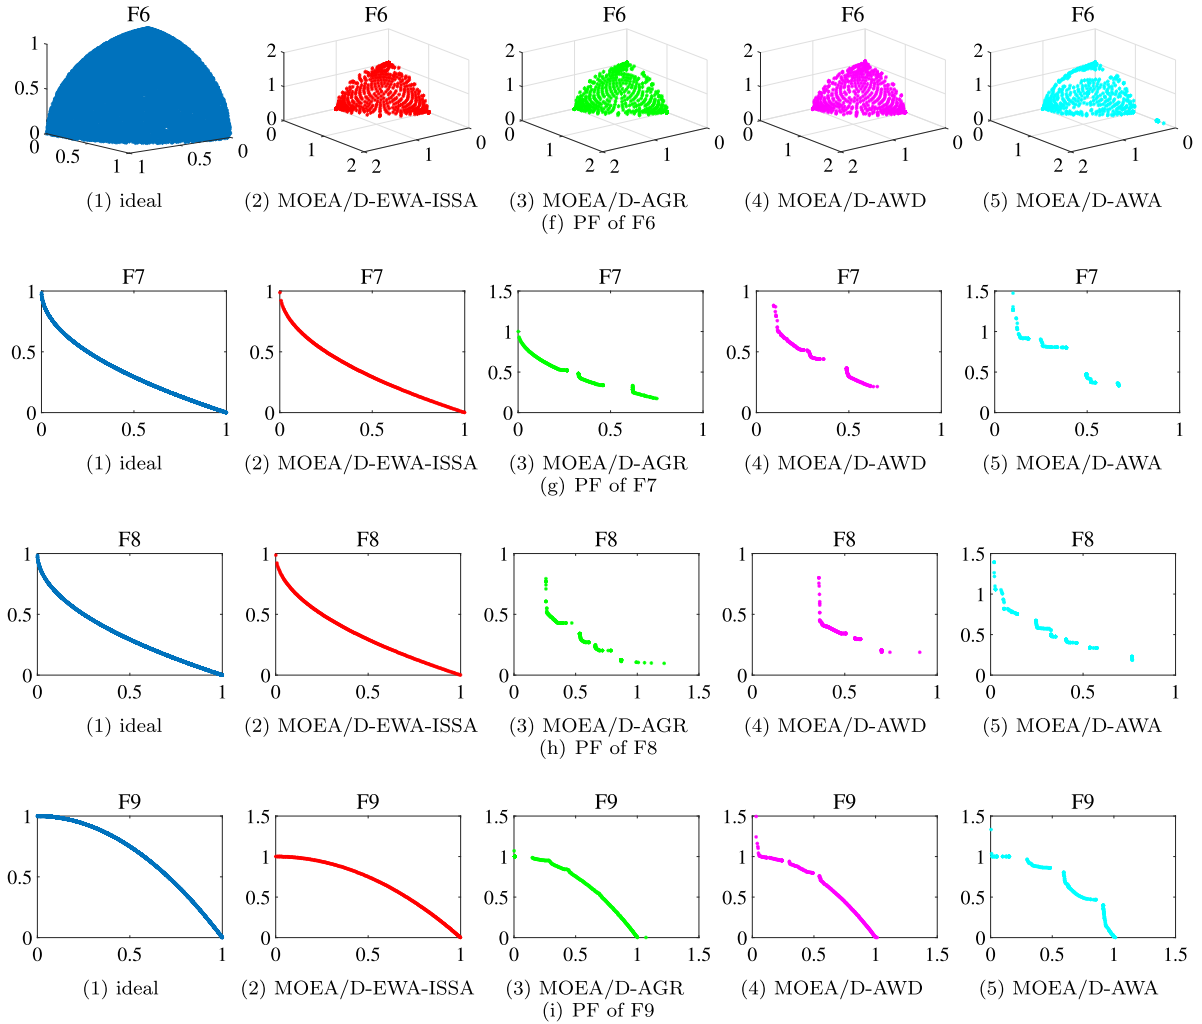 F6 F6 F6 F6 F6
1 2 2 2 2
0.5 1 1 1 1
0 0 0 0 0
0 0.5 1 1 0.5 0 0 1 2 2 1 0 0 1 2 2 1 0 0 1 2 2 1 0 0 1 2 2 1 0
(1) ideal (2) MOEA/D-EWA-ISSA (3) MOEA/D-AGR (4) MOEA/D-AWD (5) MOEA/D-AWA
(f) PF of F6
F7 F7 F7 F7 F7
1 1 1.5 1 1.5
1 1
0.5 0.5 0.5 0.5 0.5
0 0 0 0 0
0 0.5 1 0 0.5 1 0 0.5 1 0 0.5 1 0 0.5 1
(1) ideal (2) MOEA/D-EWA-ISSA (3) MOEA/D-AGR (4) MOEA/D-AWD (5) MOEA/D-AWA
(g) PF of F7
F8 F8 F8 F8 F8
1 1 1 1 1.5
1
0.5 0.5 0.5 0.5 0.5
0 0 0 0 0
0 0.5 1 0 0.5 1 0 0.5 1 1.5 0 0.5 1 0 0.5 1
(1) ideal (2) MOEA/D-EWA-ISSA (3) MOEA/D-AGR (4) MOEA/D-AWD (5) MOEA/D-AWA
(h) PF of F8
F9 F9 F9 F9 F9
1 1.5 1.5 1.5 1.5
1 1 1 1
0.5 0.5 0.5 0.5 0.5
0 0 0 0 0
0 0.5 1 0 0.5 1 0 0.5 1 1.5 0 0.5 1 1.5 0 0.5 1 1.5
(1) ideal (2) MOEA/D-EWA-ISSA (3) MOEA/D-AGR (4) MOEA/D-AWD (5) MOEA/D-AWA
(i) PF of F9